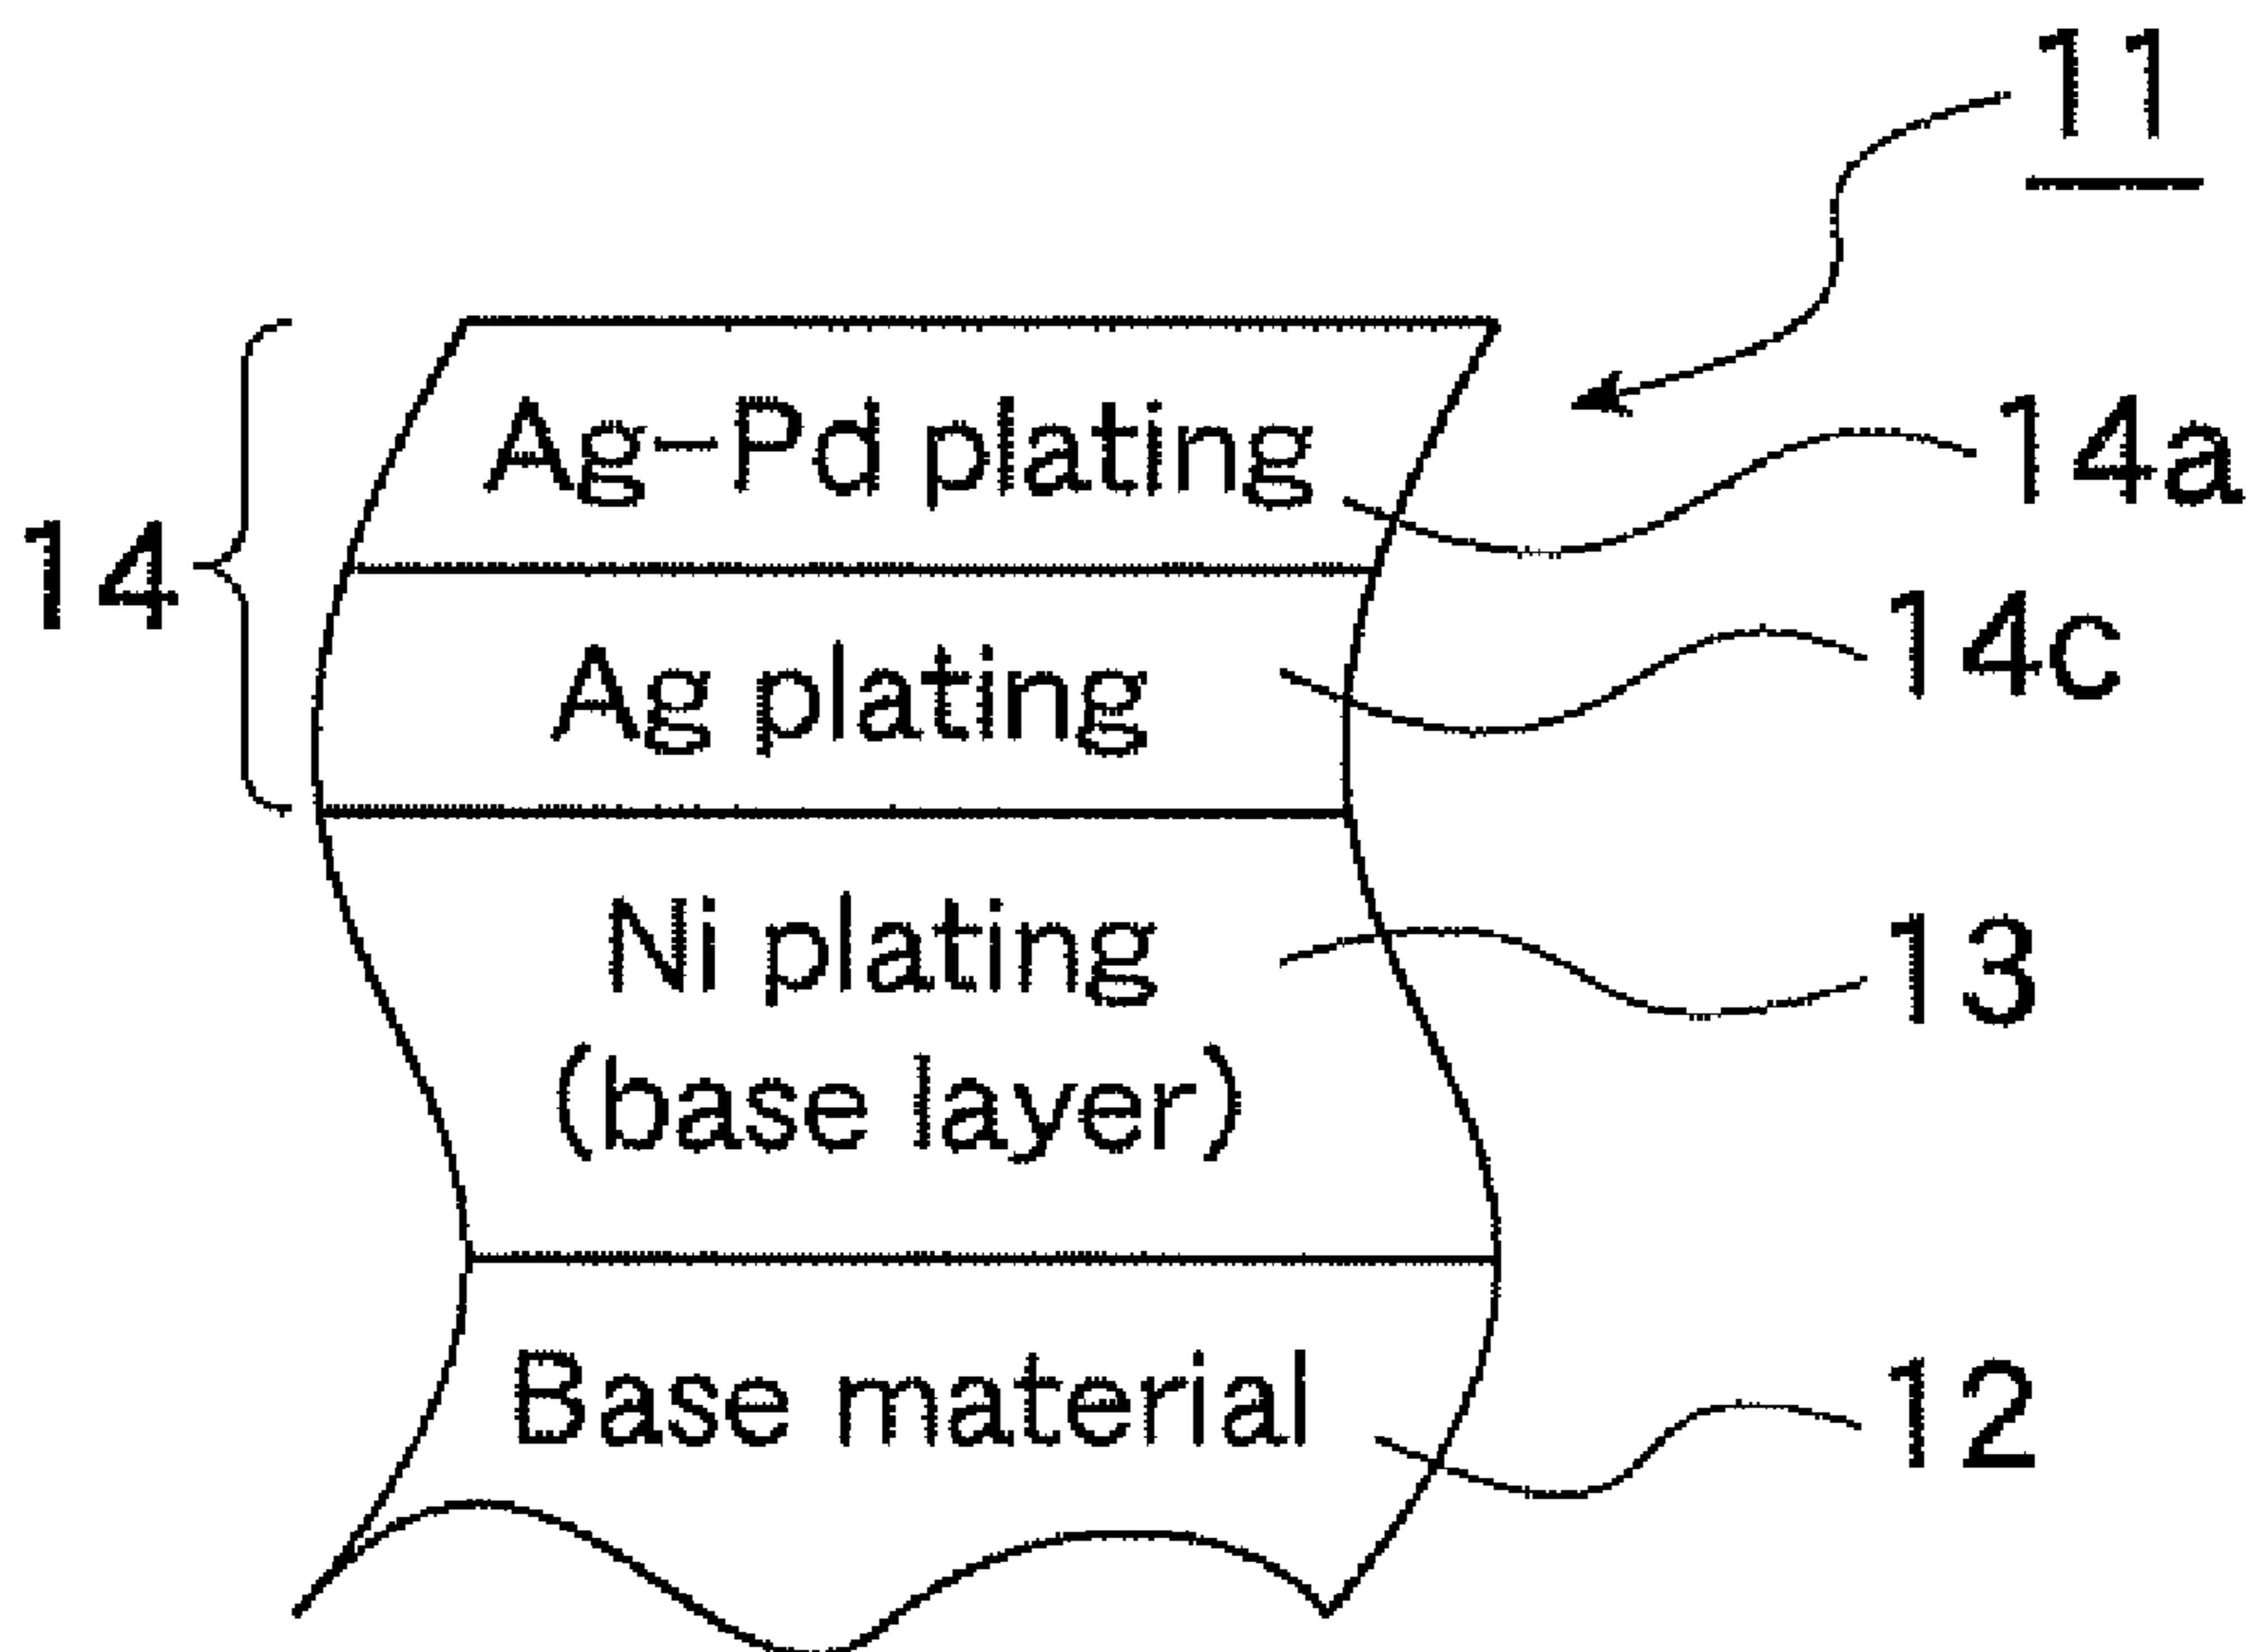 11
Ag-Pd plating
14a
14
Ag plating
14c
Ni plating
(base layer)
13
Base material
12